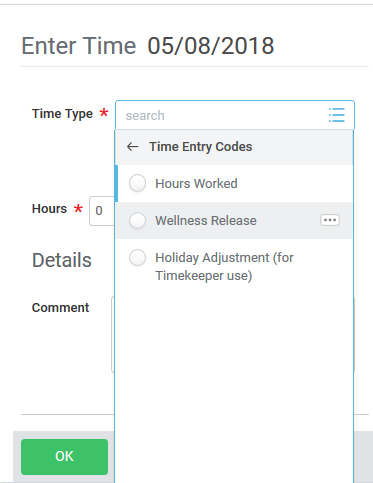 Enter Time 05/08/2018
Time Type * search
Time Entry Codes
Hours Worked
Hours * 0
Wellness Release
Details
Holiday Adjustment (for
Timekeeper use)
Comment
OK